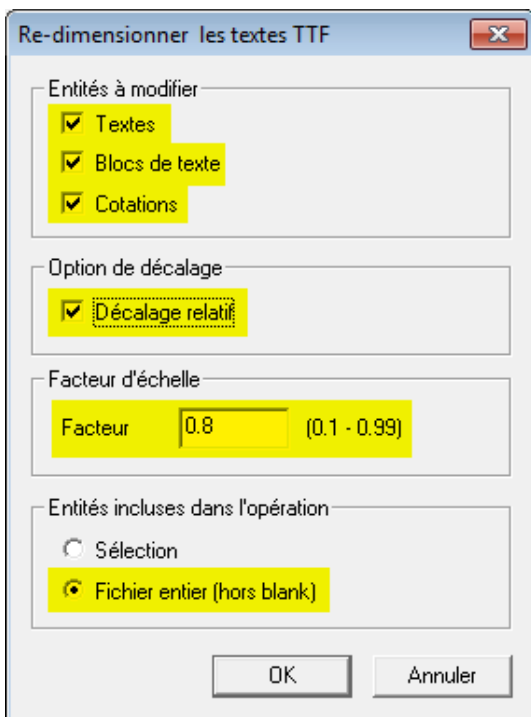 Re-dimensionner les textes TTF
Entités à modifier
Textes
Blocs de texte
Cotations
Option de décalage
Décalage relatif
Facteur d'échelle
Facteur 0.8 (0.1 - 0.99)
Entités incluses dans l'opération
Sélection
Fichier entier (hors blank)
OK Annuler